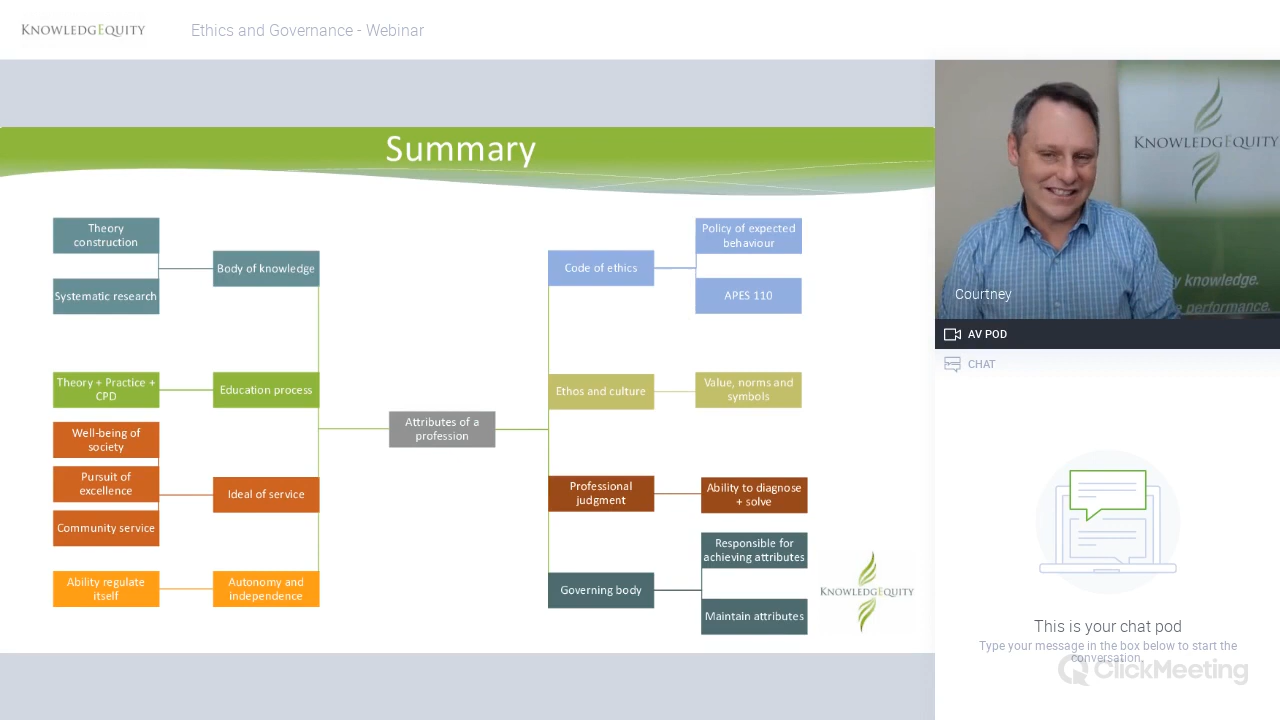 KNOWLEDGEQUITY
Ethics and Governance - Webinar
Summary
Theory
construction
Systematic research
Body of knowledge
Theory + Practice +
CPD
Education process
Well-being of
society
Pursuit of
excellence
Community service
Ideal of service
Ability regulate
itself
Autonomy and
independence
Attributes of a
profession
Code of ethics
Policy of expected
behaviour
APES 110
Ethos and culture
Value, norms and
symbols
Professional
judgment
Ability to diagnose
+ solve
Governing body
Responsible for
achieving attributes
Maintain attributes
KNOWLEDGEQUITY
KNOWLEDGEQUITY
y knowledge.
e performance.
Courtney
AV POD
CHAT
This is your chat pod
Type your message in the box below to start the
conversation.
ClickMeeting